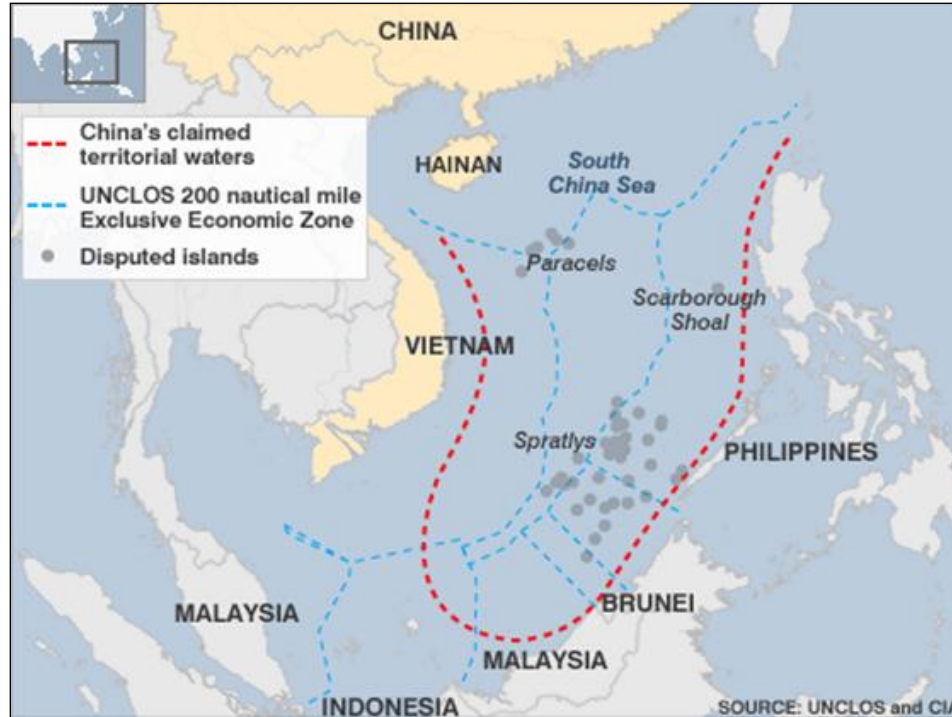 CHINA
China's claimed
territorial waters
UNCLOS 200 nautical mile
Exclusive Economic Zone
Disputed islands
HAINAN
South
China Sea
Paracels
Scarborough
Shoal
VIETNAM
Spratlys
PHILIPPINES
MALAYSIA
BRUNEI
MALAYSIA
INDONESIA
SOURCE: UNCLOS and